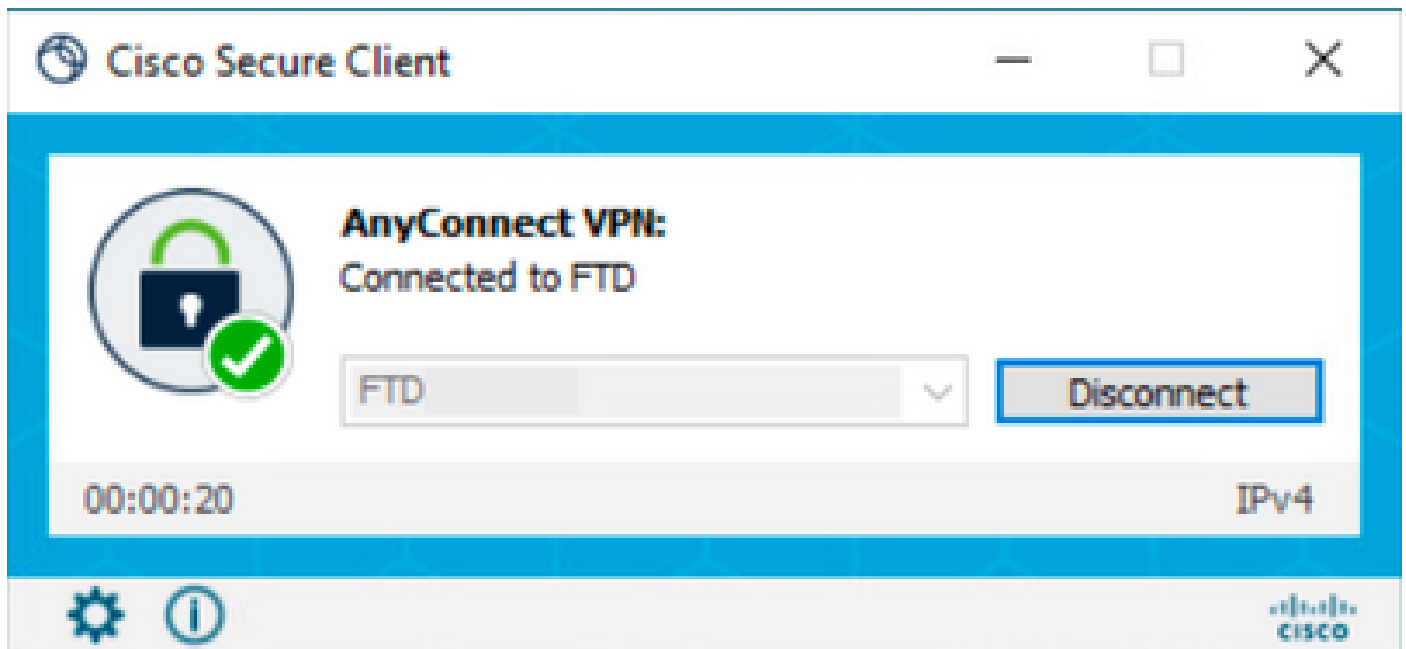 Cisco Secure Client
AnyConnect VPN:
Connected to FTD
FTD
Disconnect
00:00:20
IPv4
CISCO